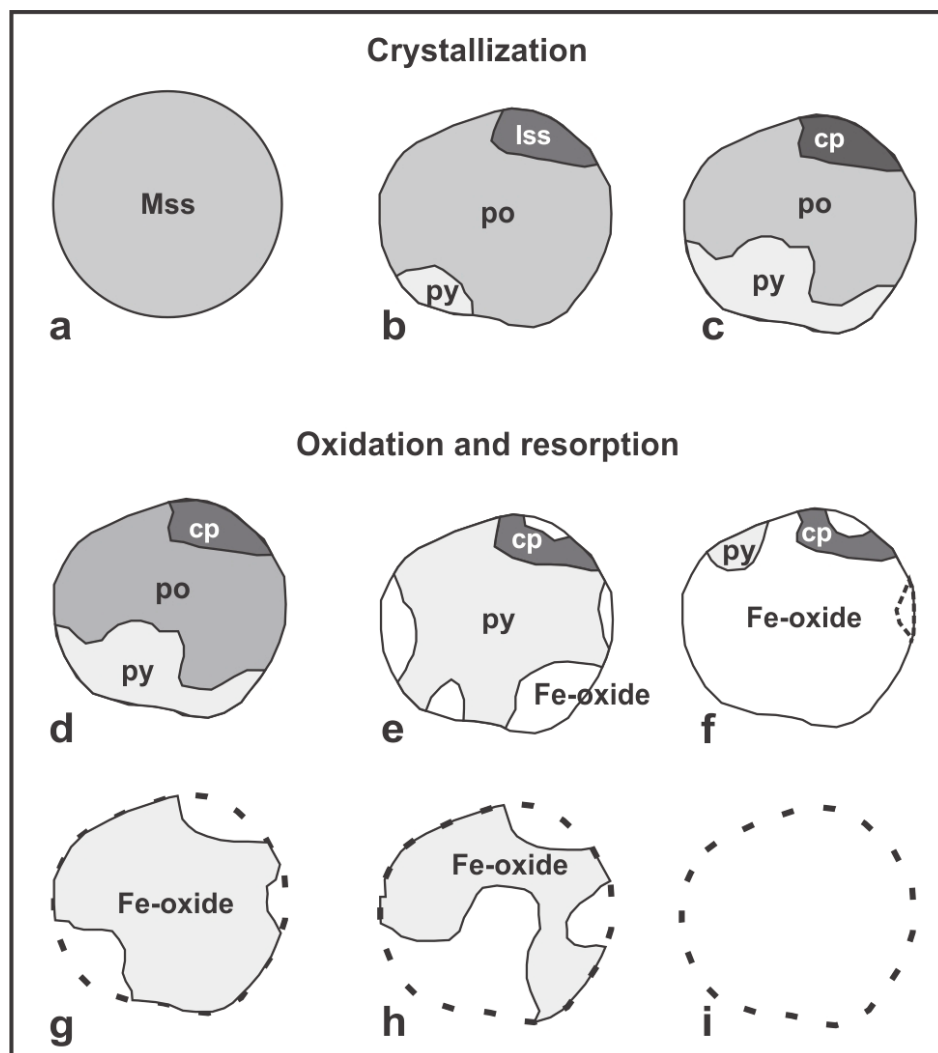 Crystallization
Mss
a
Iss
po
py
b
cp
po
py
c
Oxidation and resorption
cp
po
py
d
cp
py
Fe-oxide
e
py
cp
Fe-oxide
f
Fe-oxide
g
Fe-oxide
h
i